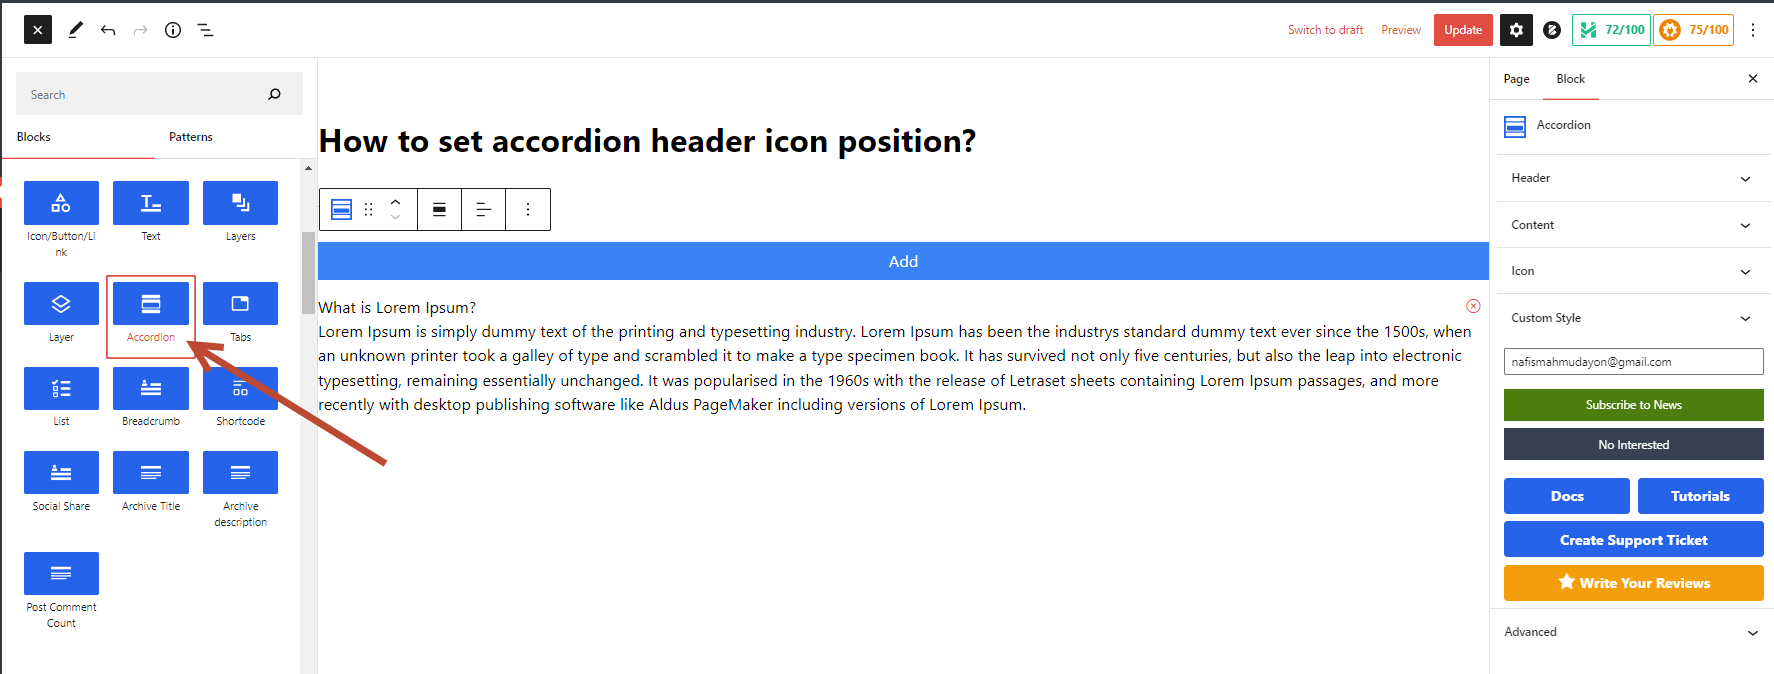 Switch to draft
Preview
Update
72/100
75/100
Search
Blocks
Patterns
Icon/Button/Li
nk
Text
Layers
Layer
Accordion
Tabs
List
Breadcrumb
Shortcode
Social Share
Archive Title
Archive
description
Post Comment
Count
How to set accordion header icon position?
Add
What is Lorem Ipsum?
Lorem Ipsum is simply dummy text of the printing and typesetting industry. Lorem Ipsum has been the industrys standard dummy text ever since the 1500s, when
an unknown printer took a galley of type and scrambled it to make a type specimen book. It has survived not only five centuries, but also the leap into electronic
typesetting, remaining essentially unchanged. It was popularised in the 1960s with the release of Letraset sheets containing Lorem Ipsum passages, and more
recently with desktop publishing software like Aldus PageMaker including versions of Lorem Ipsum.
Page
Block
Accordion
Header
Content
Icon
Custom Style
nafismahmudayon@gmail.com
Subscribe to News
No Interested
Docs
Tutorials
Create Support Ticket
Write Your Reviews
Advanced